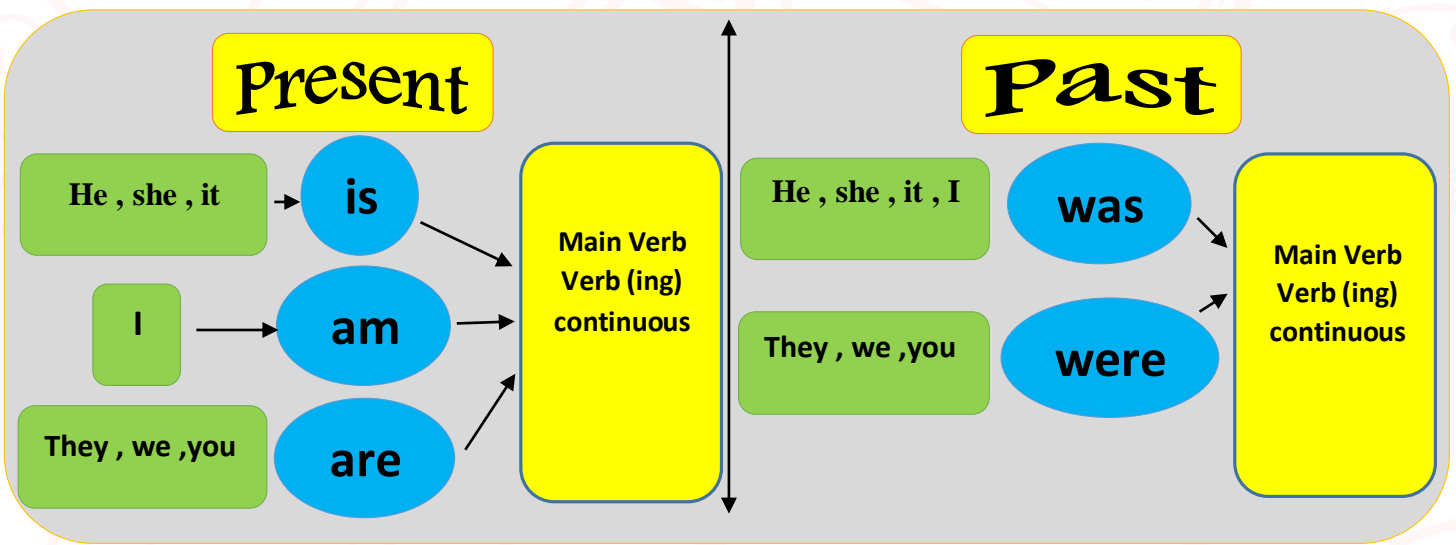 Present
He , she , it
is
I
am
They , we ,you
are
Main Verb
Verb (ing)
continuous
Past
He , she , it , I
was
They , we ,you
were
Main Verb
Verb (ing)
continuous